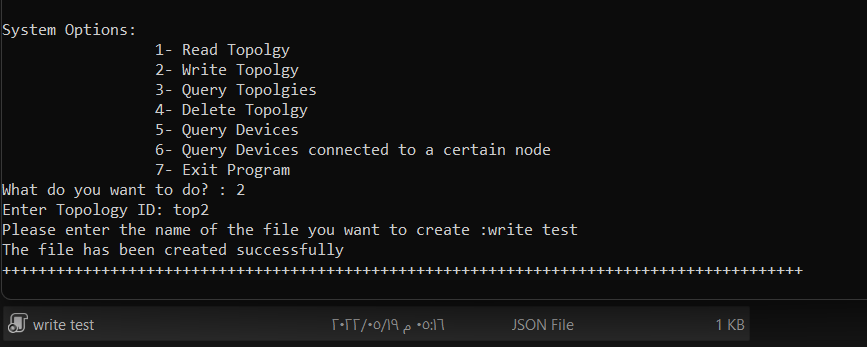 System Options:
1- Read Topolgy
2- Write Topolgy
3- Query Topolgies
4- Delete Topolgy
5- Query Devices
6- Query Devices connected to a certain node
7- Exit Program
What do you want to do? : 2
Enter Topology ID: top2
Please enter the name of the file you want to create :write test
The file has been created successfully
+++++++++++++++++++++++++++++++++++++++++++++++++++++++++++++++++++++++++++++++++++++++++
write test ٢٠٢٢/٠٥/١٩ م ٠٥:١٦ JSON File 1 KB